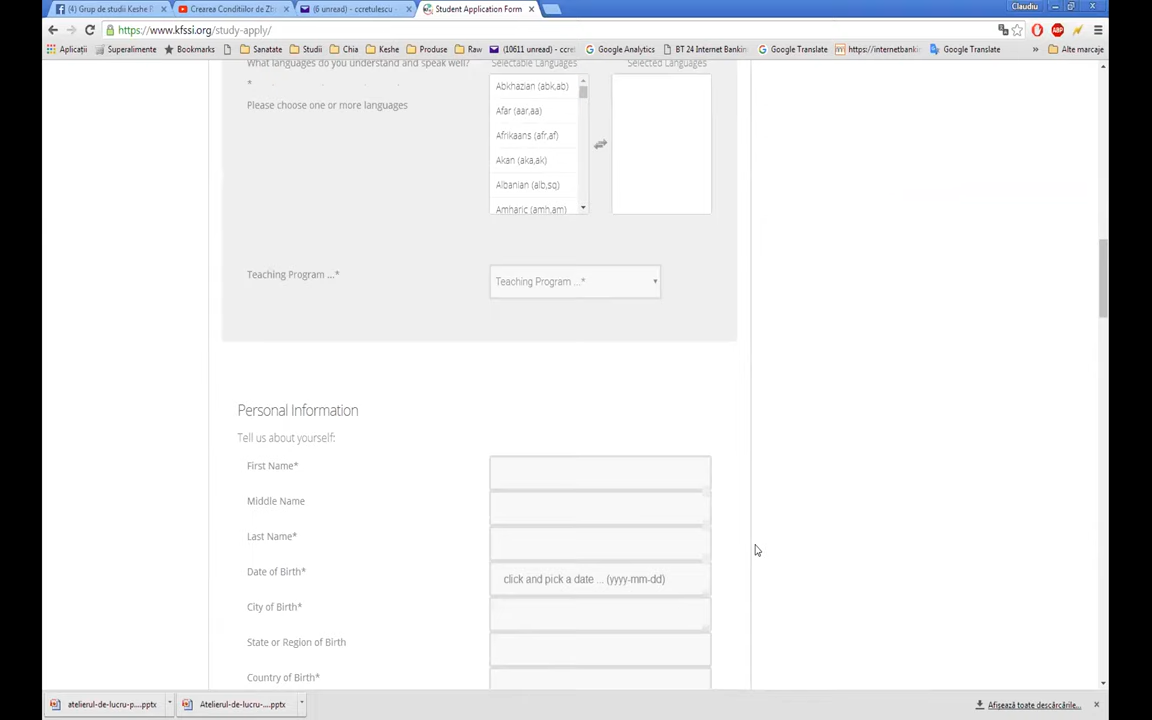 (4) Grup de studii Keshe R
Crearea Conditiilor de Zb
(6 unread) - ccretulescu
Student Application Form
Claudiu
https://www.kfssi.org/study-apply/
Aplicații
Superalimente
Bookmarks
Sanatate
Studii
Chia
Keshe
Produse
Raw
(10611 unread) - ccre
Google Analytics
BT 24 Internet Bankin
Google Translate
https://internetbanki
Google Translate
Alte marcaje
What languages do you understand and speak well?
*
Please choose one or more languages
Selectable Languages
Selected Languages
Abkhazian (abk,ab)
Afar (aar,aa)
Afrikaans (afr,af)
Akan (aka,ak)
Albanian (alb,sq)
Amharic (amh,am)
Teaching Program ...*
Teaching Program ...*
Personal Information
Tell us about yourself:
First Name*
Middle Name
Last Name*
Date of Birth*
click and pick a date ... (yyyy-mm-dd)
City of Birth*
State or Region of Birth
Country of Birth*
atelierul-de-lucru-p....pptx
Atelierul-de-lucru-....pptx
Afișează toate descărcările...